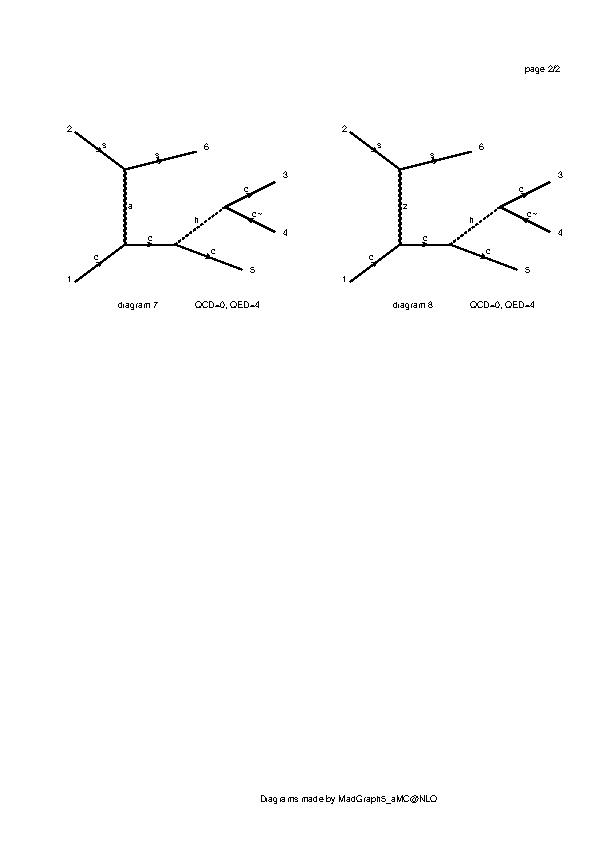 page 2/2
2
s
s
6
a
h
c
3
c~
4
c
c
c
5
1
diagram 7
QCD=0, QED=4
2
s
s
6
z
h
c
3
c~
4
c
c
c
5
1
diagram 8
QCD=0, QED=4
Diagrams made by MadGraph5_aMC@NLO